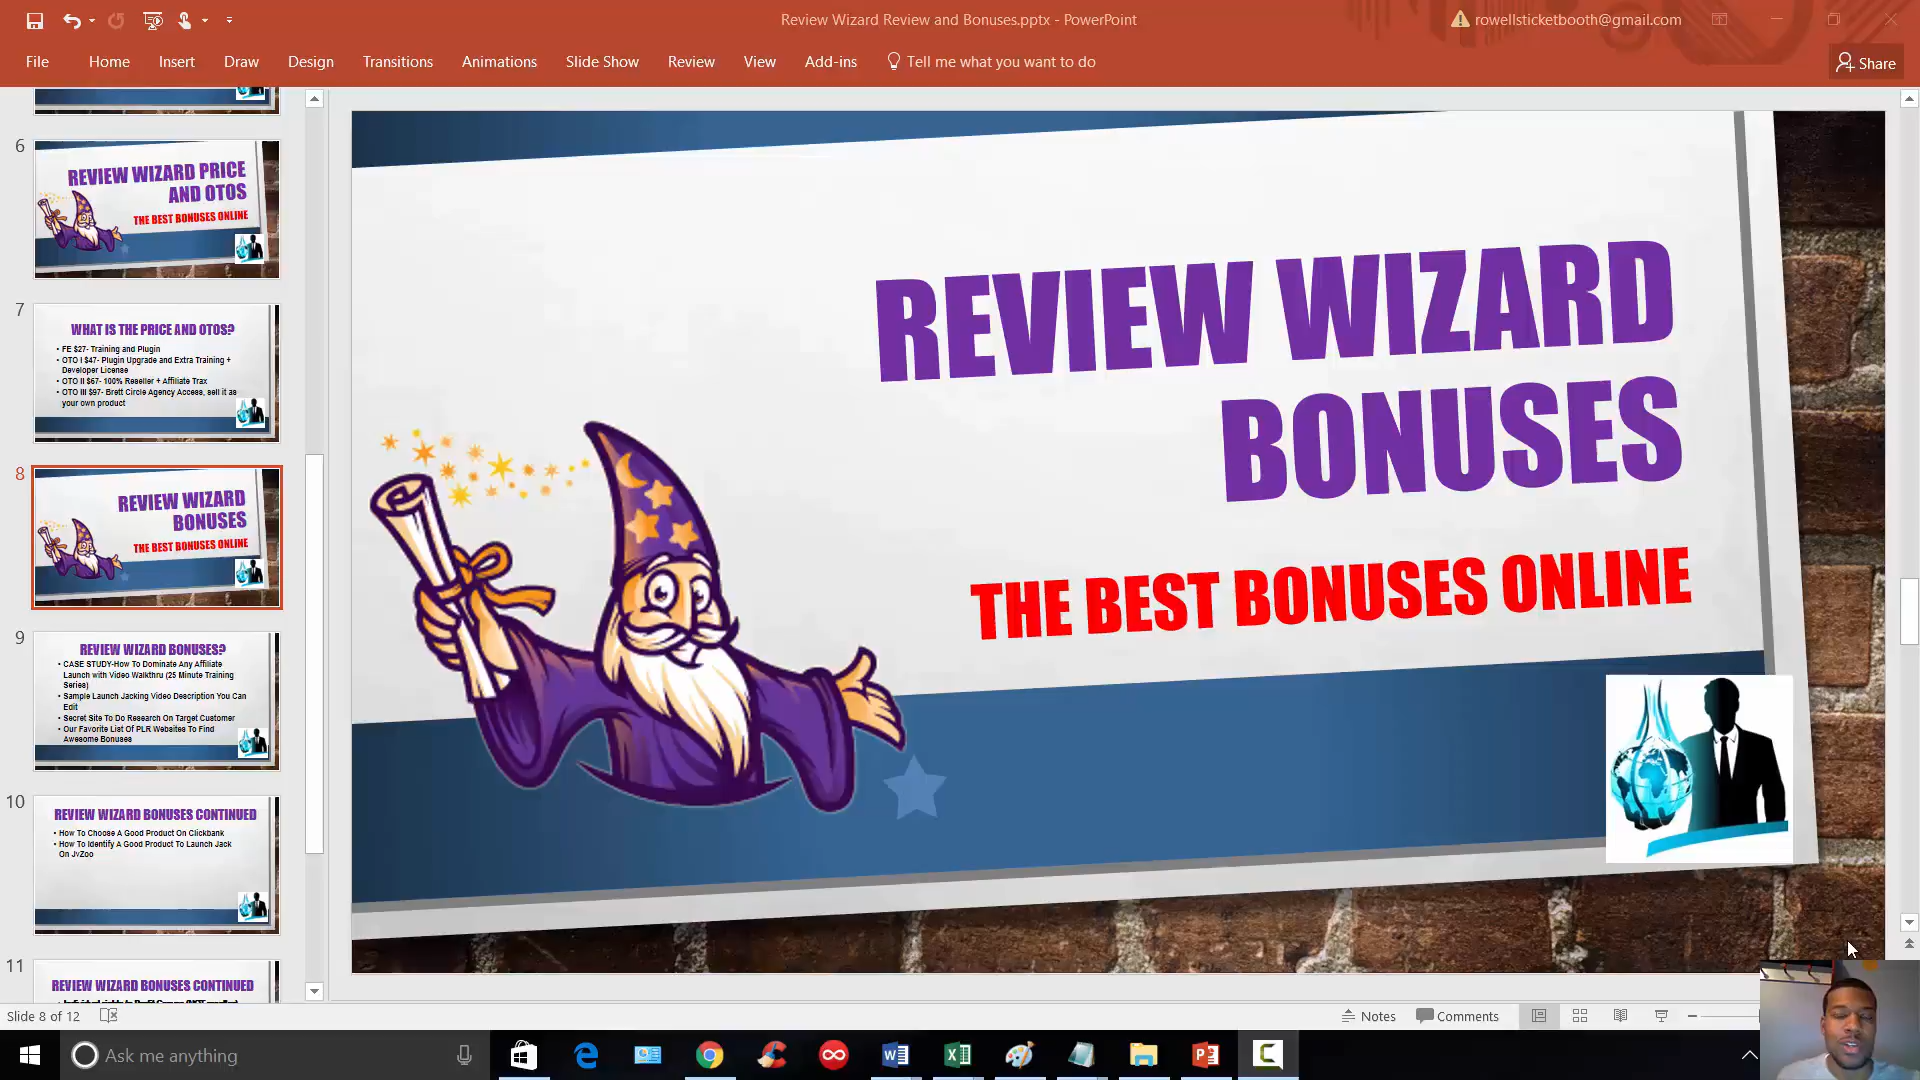 Review Wizard Review and Bonuses.pptx - PowerPoint
rowellsticketbooth@gmail.com
File Home Insert Draw Design Transitions Animations Slide Show Review View Add-ins Tell me what you want to do
Share
6
REVIEW WIZARD PRICE
AND OTOS
THE BEST BONUSES ONLINE
7
WHAT IS THE PRICE AND OTOS?
• FE $27- Training and Plugin
• OTO I $47- Plugin Upgrade and Extra Training +
Developer License
• OTO II $67- 100% Reseller + Affiliate Trax
• OTO III $97- Brett Circle Agency Access, sell it as
your own product
8
REVIEW WIZARD
BONUSES
THE BEST BONUSES ONLINE
9
REVIEW WIZARD BONUSES?
• CASE STUDY-How To Dominate Any Affiliate
Launch with Video Walkthru (25 Minute Training
Series)
• Sample Launch Jacking Video Description You Can
Edit
• Secret Site To Do Research On Target Customer
• Our Favorite List Of PLR Websites To Find
Awesome Bonuses
10
REVIEW WIZARD BONUSES CONTINUED
• How To Choose A Good Product On Clickbank
• How To Identify A Good Product To Launch Jack
On JvZoo
11
REVIEW WIZARD BONUSES CONTINUED
REVIEW WIZARD
BONUSES
THE BEST BONUSES ONLINE
Slide 8 of 12
Notes
Comments
Ask me anything